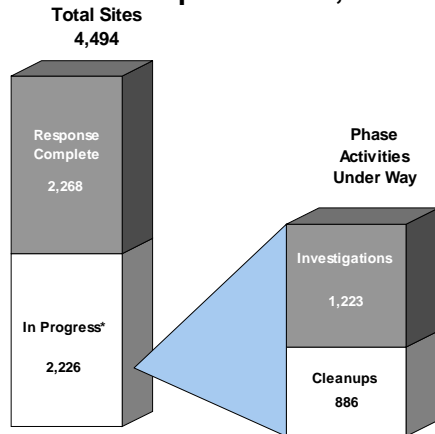 Total Sites
4,494
Response
Complete
2,268
In Progress*
2,226
Phase
Activities
Under Way
Investigations
1,223
Cleanups
886